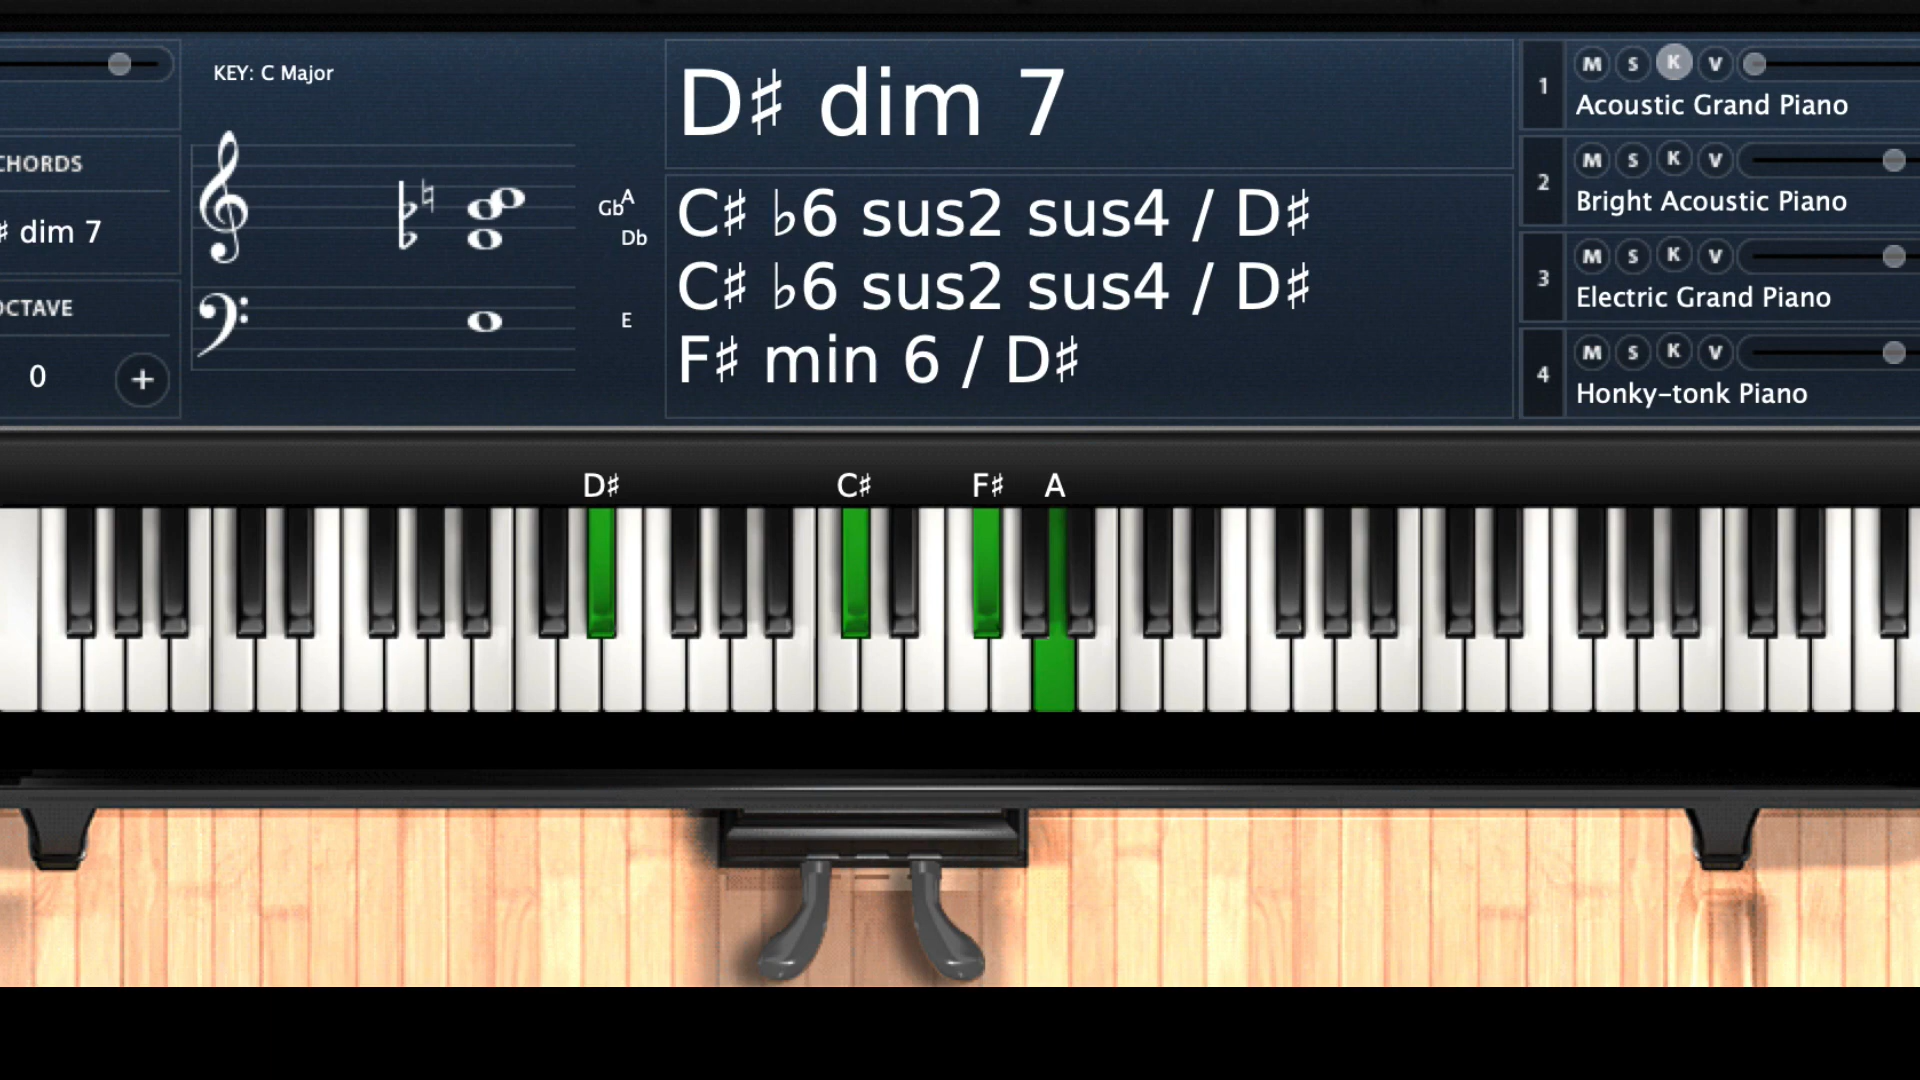 KEY: C Major
CHORDS
# dim 7
OCTAVE
0
+
A
Gb
Db
E
D♯ dim 7
C♯ ♭6 sus2 sus4 / D♯
C♯ ♭6 sus2 sus4 / D♯
F♯ min 6 / D♯
1
M S K V
Acoustic Grand Piano
2
M S K V
Bright Acoustic Piano
3
M S K V
Electric Grand Piano
4
M S K V
Honky-tonk Piano
D♯ C♯ F♯ A